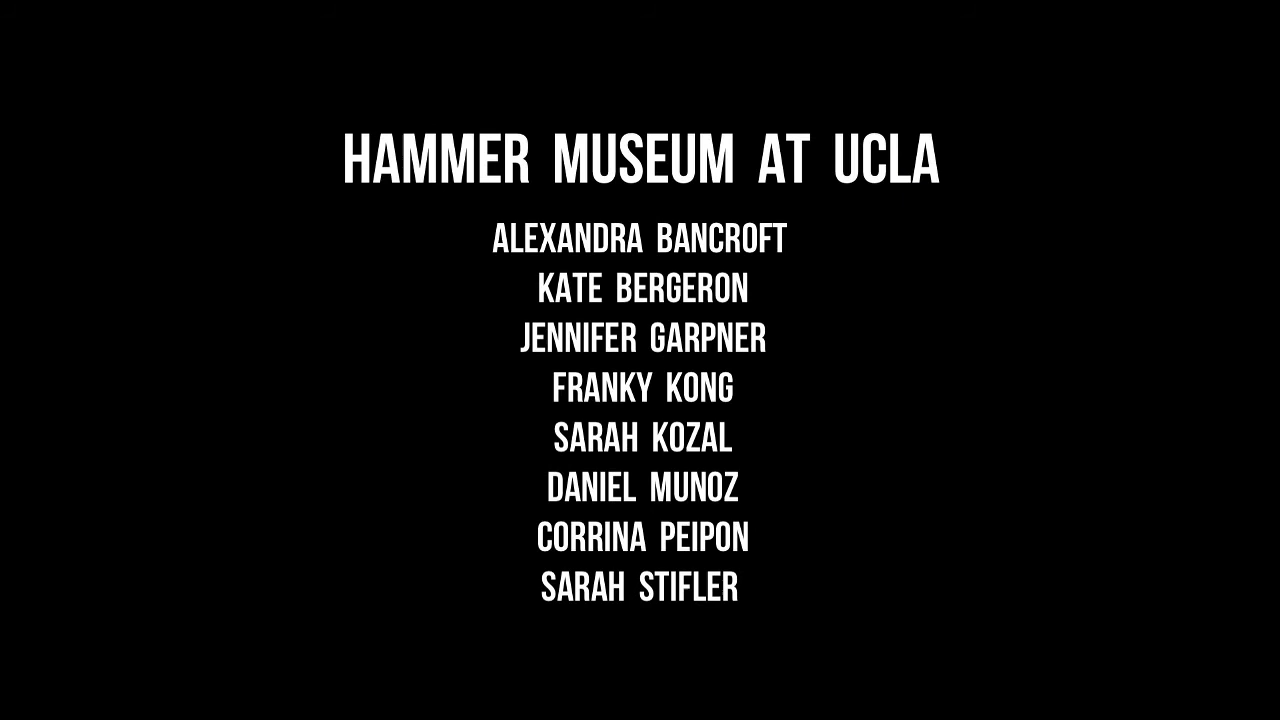 HAMMER MUSEUM AT UCLA
ALEXANDRA BANCROFT
KATE BERGERON
JENNIFER GARPNER
FRANKY KONG
SARAH KOZAL
DANIEL MUNOZ
CORRINA PEIPON
SARAH STIFLER